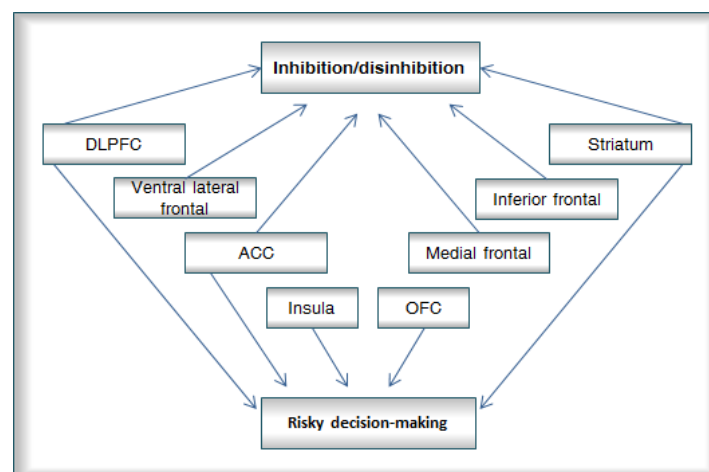 Inhibition/disinhibition
DLPFC
Striatum
Ventral lateral
frontal
Inferior frontal
ACC
Medial frontal
Insula
OFC
Risky decision-making